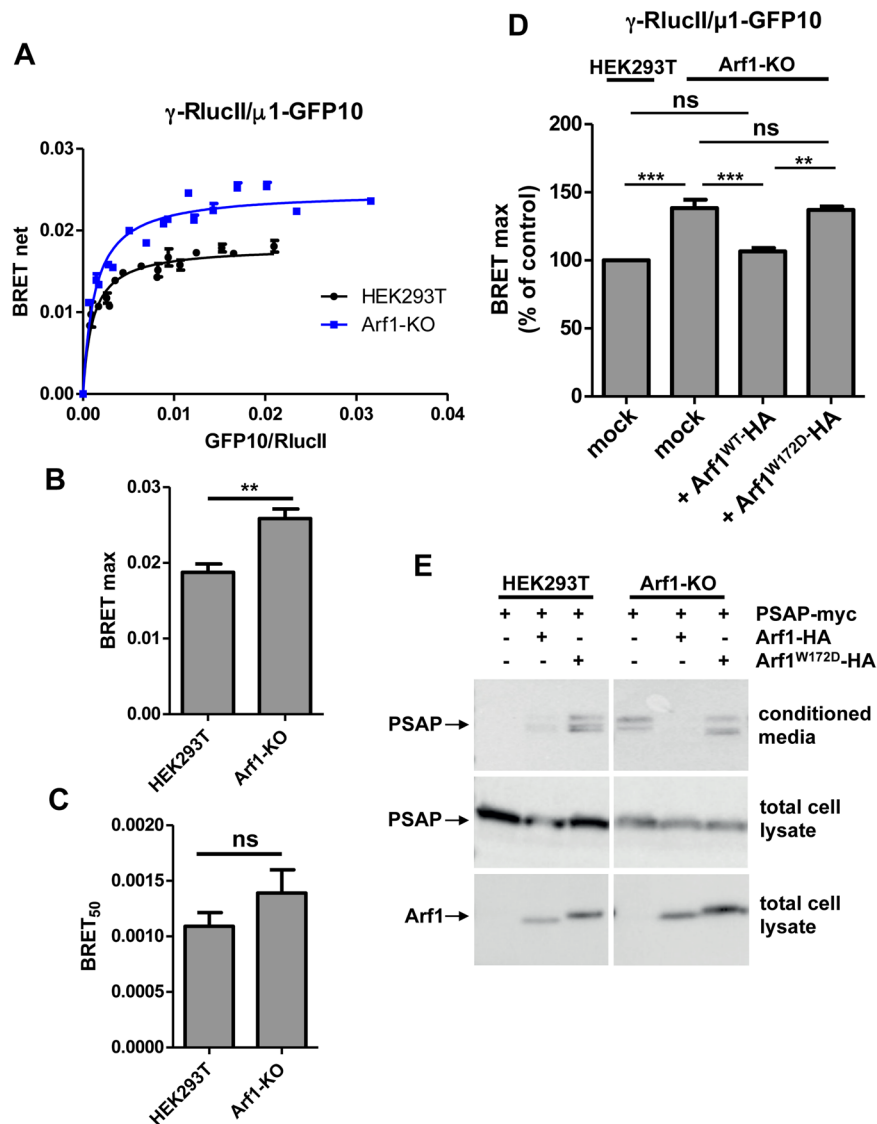 A
γ-RlucII/μ1-GFP10
0.03
0.02
0.01
0.00
BRET net
0.00 0.01 0.02 0.03 0.04
GFP10/RlucII
HEK293T
Arf1-KO
B
0.03
0.02
0.01
0.00
BRET max
**
HEK293T
Arf1-KO
C
0.0020
0.0015
0.0010
0.0005
0.0000
BRET50
ns
HEK293T
Arf1-KO
D
γ-RlucII/μ1-GFP10
HEK293T Arf1-KO
ns
ns
*** *** **
200
150
100
50
0
BRET max
(% of control)
mock
mock
+ Arf1WT-HA
+ Arf1W172D-HA
E
HEK293T Arf1-KO
+ + + + + + PSAP-myc
- + - - + - Arf1-HA
- - + - - + Arf1W172D-HA
PSAP conditioned
media
PSAP total cell
lysate
Arf1 total cell
lysate